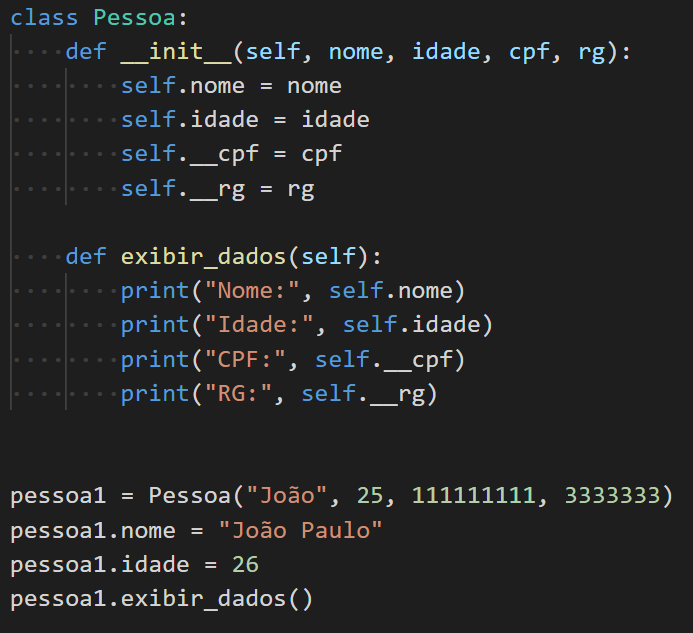 class Pessoa:
    def __init__(self, nome, idade, cpf, rg):
        self.nome = nome
        self.idade = idade
        self.__cpf = cpf
        self.__rg = rg

    def exibir_dados(self):
        print("Nome:", self.nome)
        print("Idade:", self.idade)
        print("CPF:", self.__cpf)
        print("RG:", self.__rg)


pessoa1 = Pessoa("João", 25, 111111111, 3333333)
pessoa1.nome = "João Paulo"
pessoa1.idade = 26
pessoa1.exibir_dados()